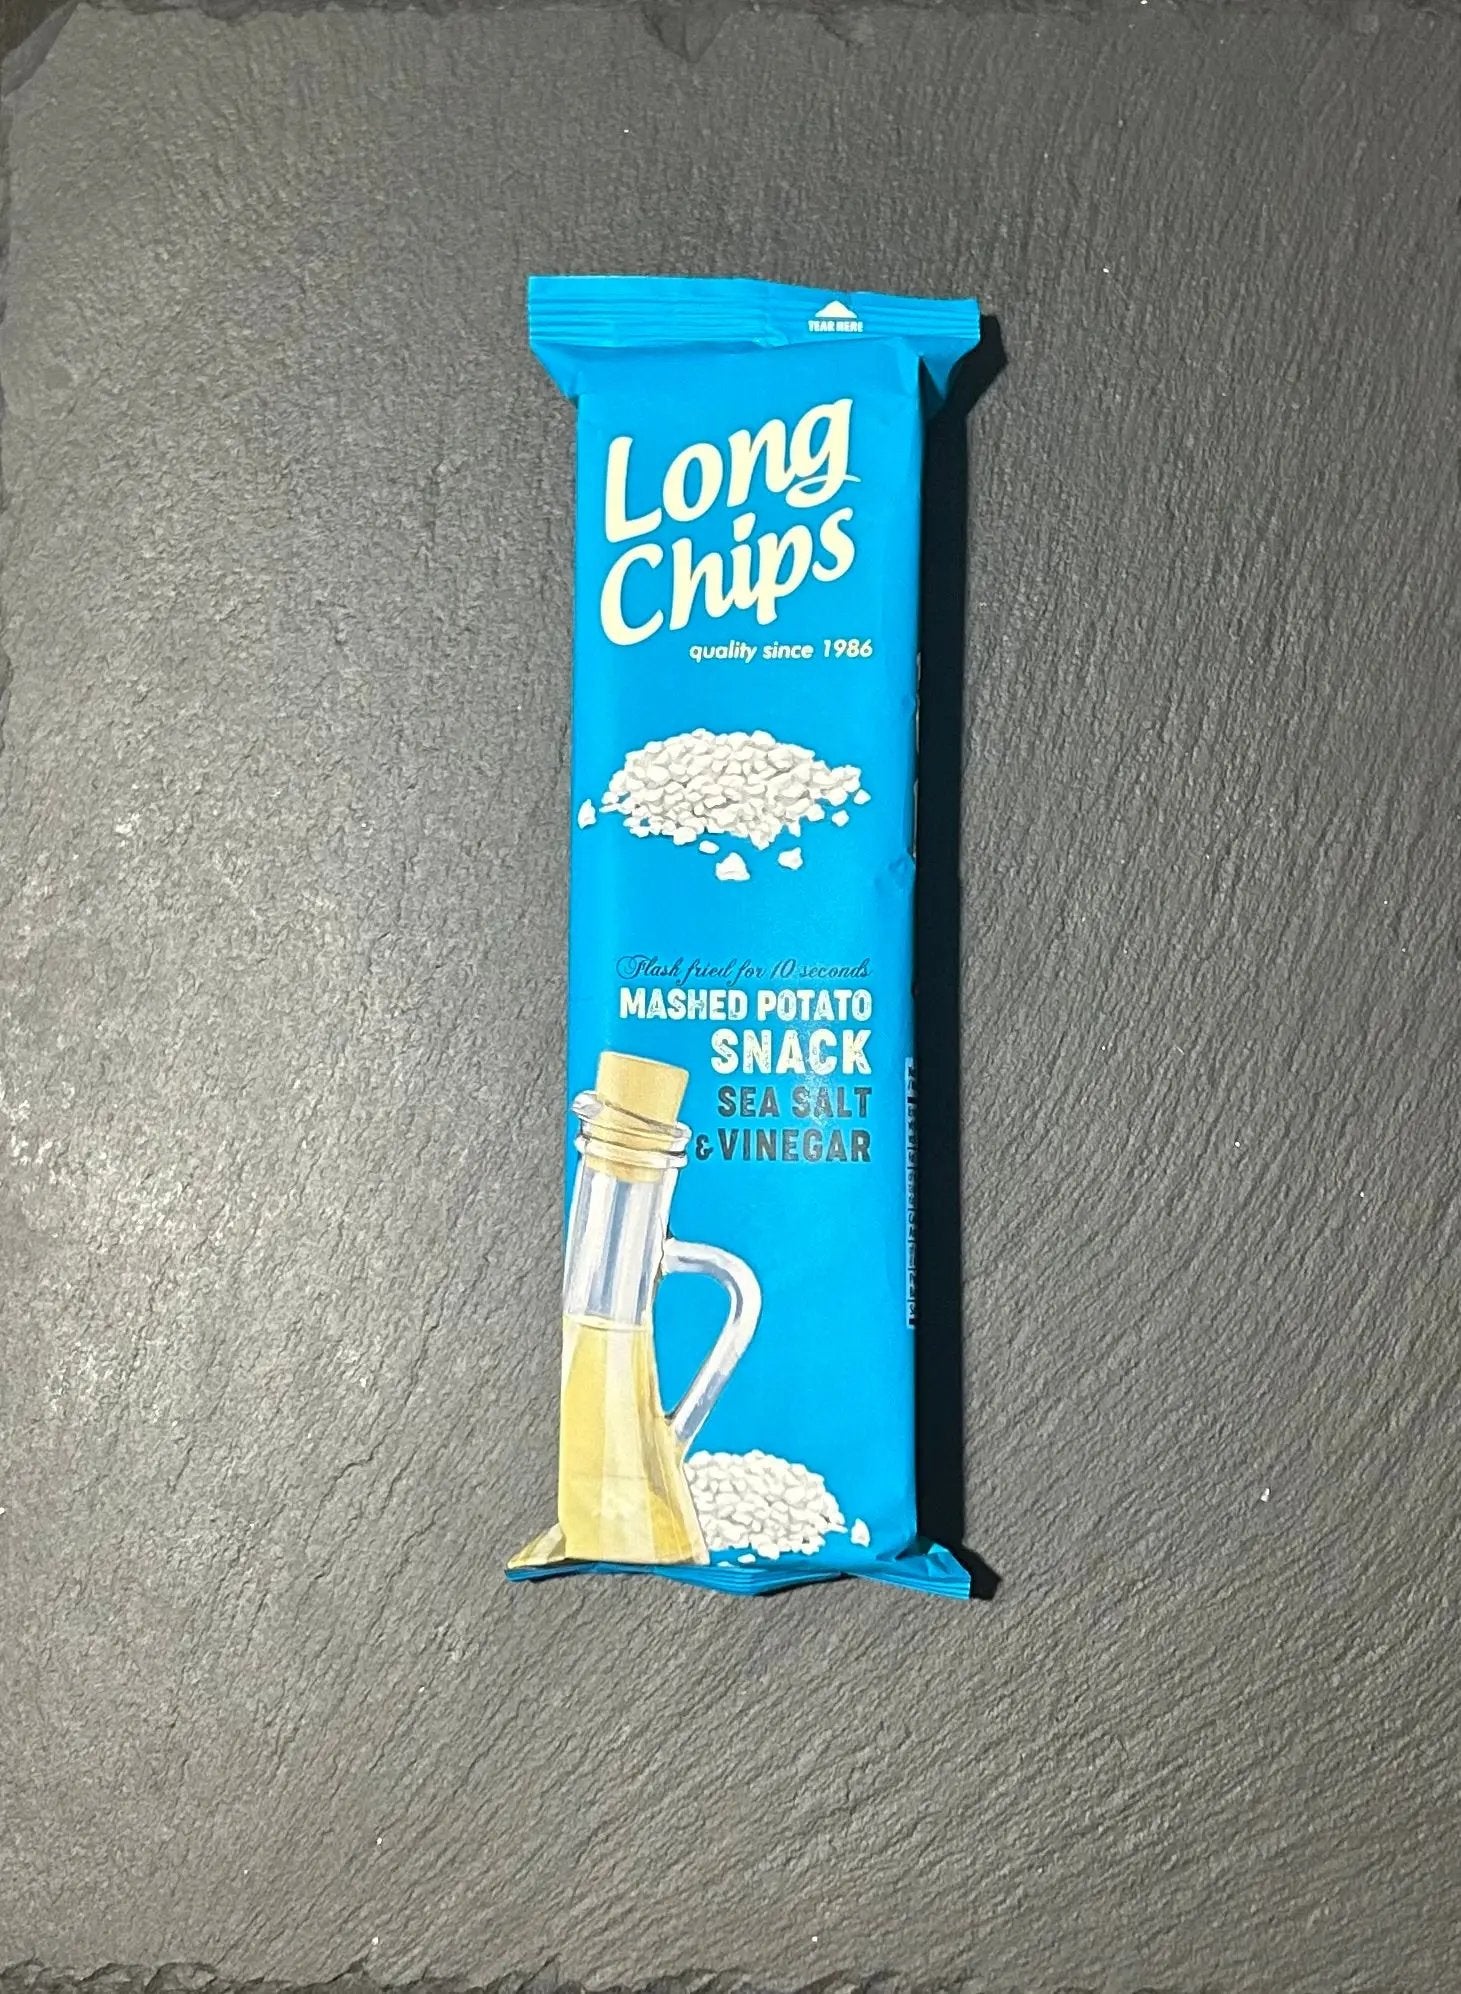 TEAR HERE
Long
Chips
quality since 1986
Flash fried for 10 seconds
MASHED POTATO
SNACK
SEA SALT
& VINEGAR